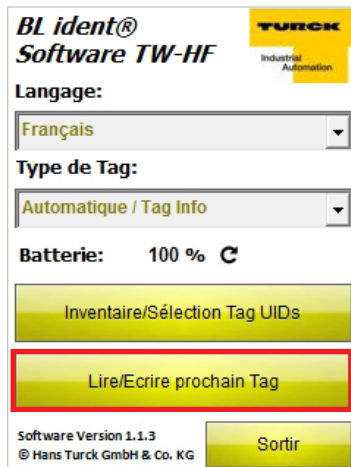 BL ident®
Software TW-HF
TURCK
Industrial
Automation
Langage:
Français
Type de Tag:
Automatique / Tag Info
Batterie: 100 %
Inventaire/Sélection Tag UIDs
Lire/Ecrire prochain Tag
Software Version 1.1.3
© Hans Turck GmbH & Co. KG
Sortir